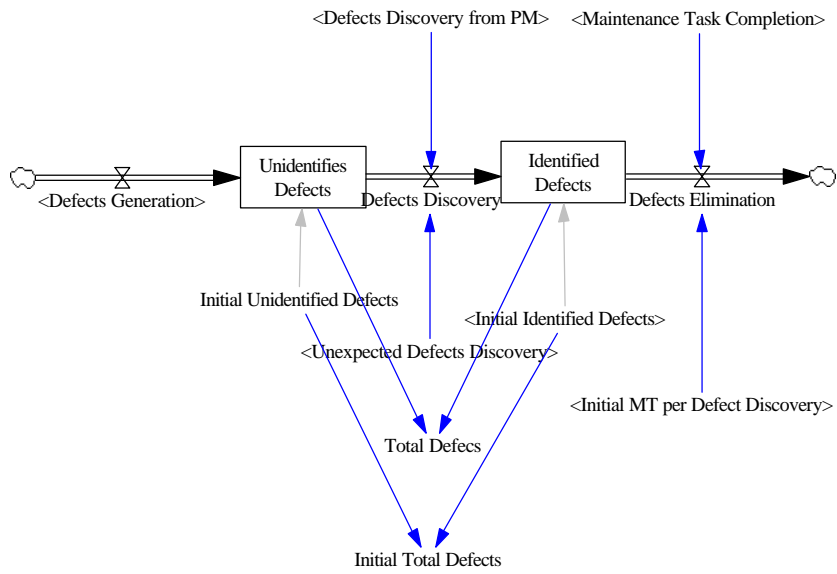 <Defects Discovery from PM>
<Maintenance Task Completion>
Unidentifies
Defects
Identified
Defects
<Defects Generation>
Defects Discovery
Defects Elimination
Initial Unidentified Defects
<Initial Identified Defects>
<Unexpected Defects Discovery>
<Initial MT per Defect Discovery>
Total Defecs
Initial Total Defects